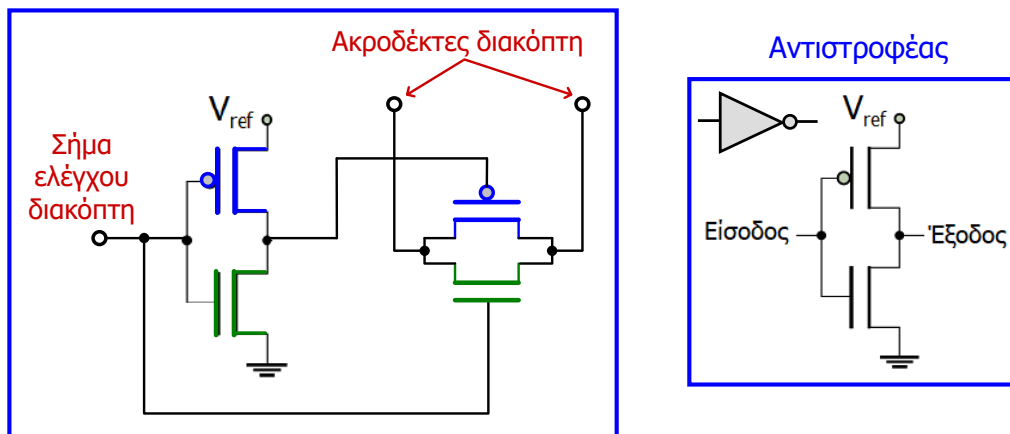 Ακροδέκτες διακόπτη
V_ref
Σήμα
ελέγχου
διακόπτη
Αντιστροφέας
V_ref
Είσοδος
Έξοδος